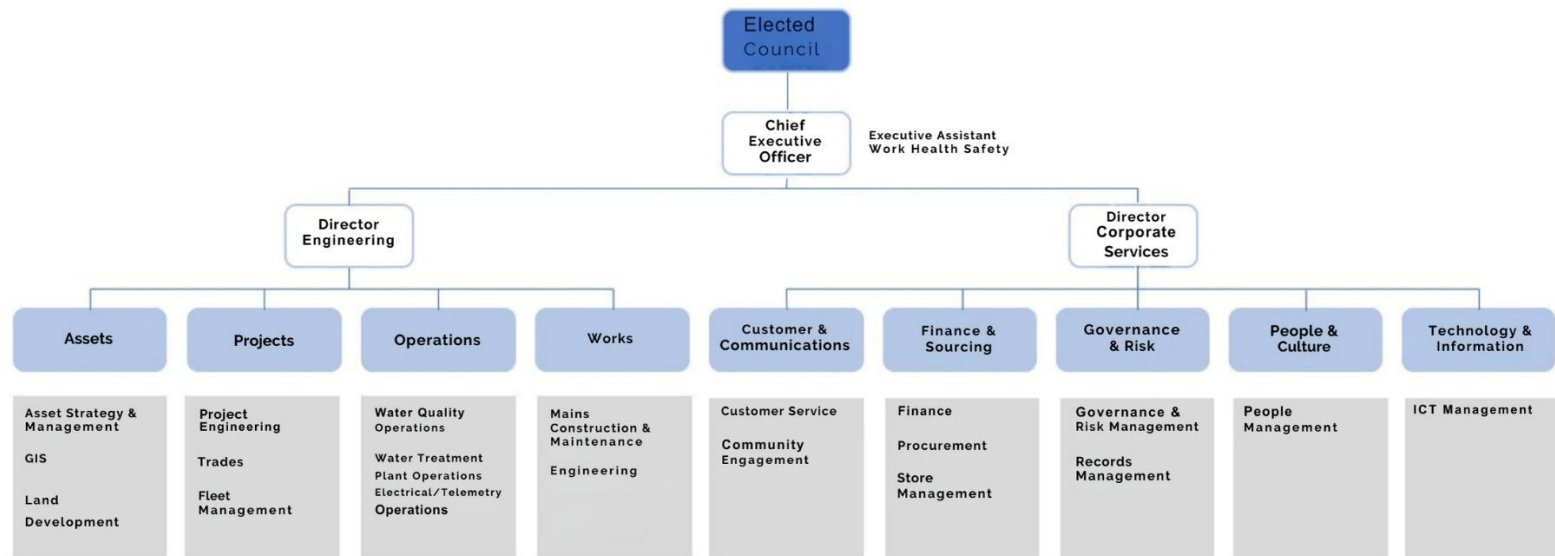 Elected
Council
Chief
Executive
Officer
Executive Assistant
Work Health Safety
Director
Engineering
Director
Corporate
Services
Assets
Projects
Operations
Works
Customer &
Communications
Finance &
Sourcing
Governance
& Risk
People &
Culture
Technology &
Information
Asset Strategy &
Management
GIS
Land
Development
Project
Engineering
Trades
Fleet
Management
Water Quality
Operations
Water Treatment
Plant Operations
Electrical/Telemetry
Operations
Mains
Construction &
Maintenance
Engineering
Customer Service
Community
Engagement
Finance
Procurement
Store
Management
Governance &
Risk Management
Records
Management
People
Management
ICT Management